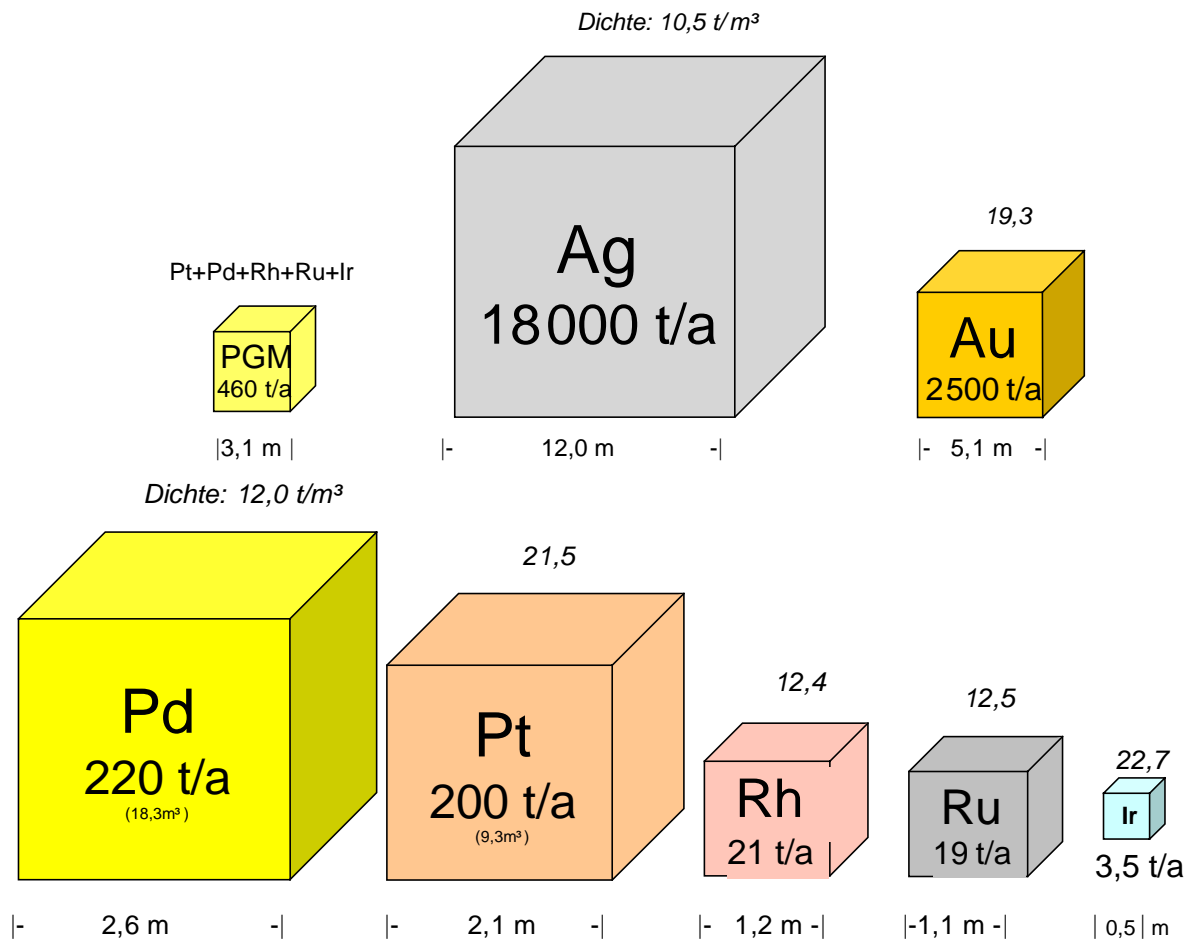 Dichte: 10,5 t/m³
19,3
Pt+Pd+Rh+Ru+Ir
PGM
460 t/a
Ag
18000 t/a
Au
2500 t/a
|3,1 m |
|- 12,0 m -|
|- 5,1 m -|
Dichte: 12,0 t/m³
21,5
12,4
12,5
22,7
Pd
220 t/a
(18,3m³)
Pt
200 t/a
(9,3m³)
Rh
21 t/a
Ru
19 t/a
Ir
3,5 t/a
|- 2,6 m -|
|- 2,1 m -|
|- 1,2 m -|
|-1,1 m -|
| 0,5 | m